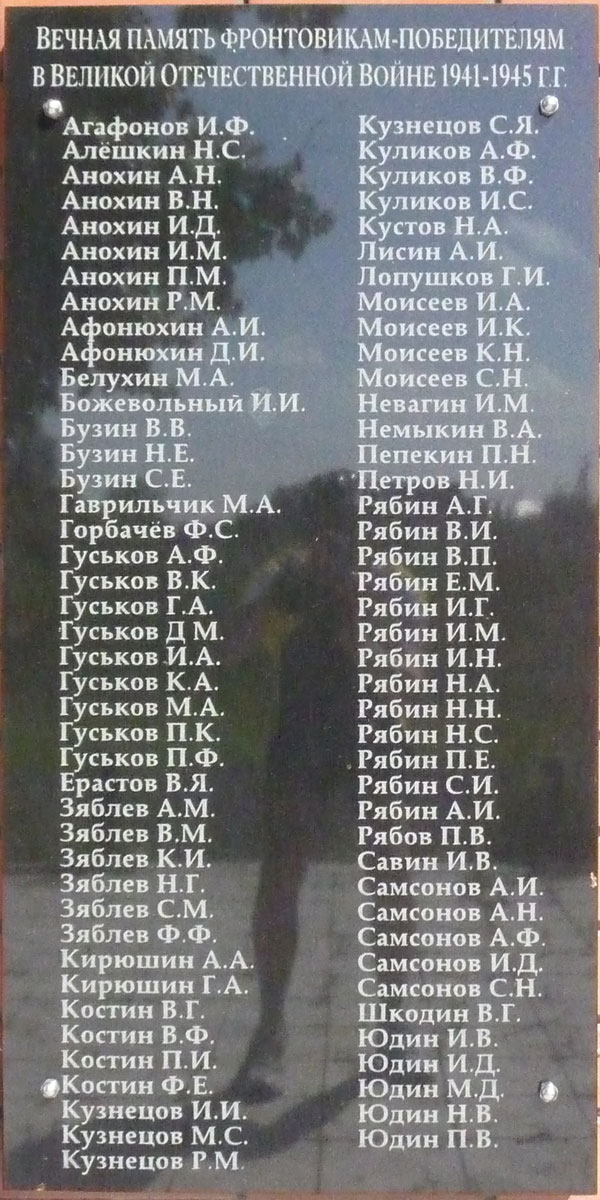 Вечная память фронтовикам-победителям
в Великой Отечественной Войне 1941-1945 г.г.
Агафонов И.Ф.
Алёшкин Н.С.
Анохин А.Н.
Анохин В.Н.
Анохин И.Д.
Анохин И.М.
Анохин П.М.
Анохин Р.М.
Афонюхин А.И.
Афонюхин Д.И.
Белухин М.А.
Божевольный И.И.
Бузин В.В.
Бузин Н.Е.
Бузин С.Е.
Гаврильчик М.А.
Горбачёв Ф.С.
Гуськов А.Ф.
Гуськов В.К.
Гуськов Г.А.
Гуськов Д М.
Гуськов И.А.
Гуськов К.А.
Гуськов М.А.
Гуськов П.К.
Гуськов П.Ф.
Ерастов В.Я.
Зяблев А.М.
Зяблев В.М.
Зяблев К.И.
Зяблев Н.Г.
Зяблев С.М.
Зяблев Ф.Ф.
Кирюшин А.А.
Кирюшин Г.А.
Костин В.Г.
Костин В.Ф.
Костин П.И.
Костин Ф.Е.
Кузнецов И.И.
Кузнецов М.С.
Кузнецов Р.М.
Кузнецов С.Я.
Куликов А.Ф.
Куликов В.Ф.
Куликов И.С.
Кустов Н.А.
Лисин А.И.
Лопушков Г.И.
Моисеев И.А.
Моисеев И.К.
Моисеев К.Н.
Моисеев С.Н.
Невагин И.М.
Немыкин В.А.
Пепекин П.Н.
Петров Н.И.
Рябин А.Г.
Рябин В.И.
Рябин В.П.
Рябин Е.М.
Рябин И.Г.
Рябин И.М.
Рябин И.Н.
Рябин Н.А.
Рябин Н.Н.
Рябин Н.С.
Рябин П.Е.
Рябин С.И.
Рябин А.И.
Рябов П.В.
Савин И.В.
Самсонов А.И.
Самсонов А.Н.
Самсонов А.Ф.
Самсонов И.Д.
Самсонов С.Н.
Шкодин В.Г.
Юдин И.В.
Юдин И.Д.
Юдин М.Д.
Юдин Н.В.
Юдин П.В.